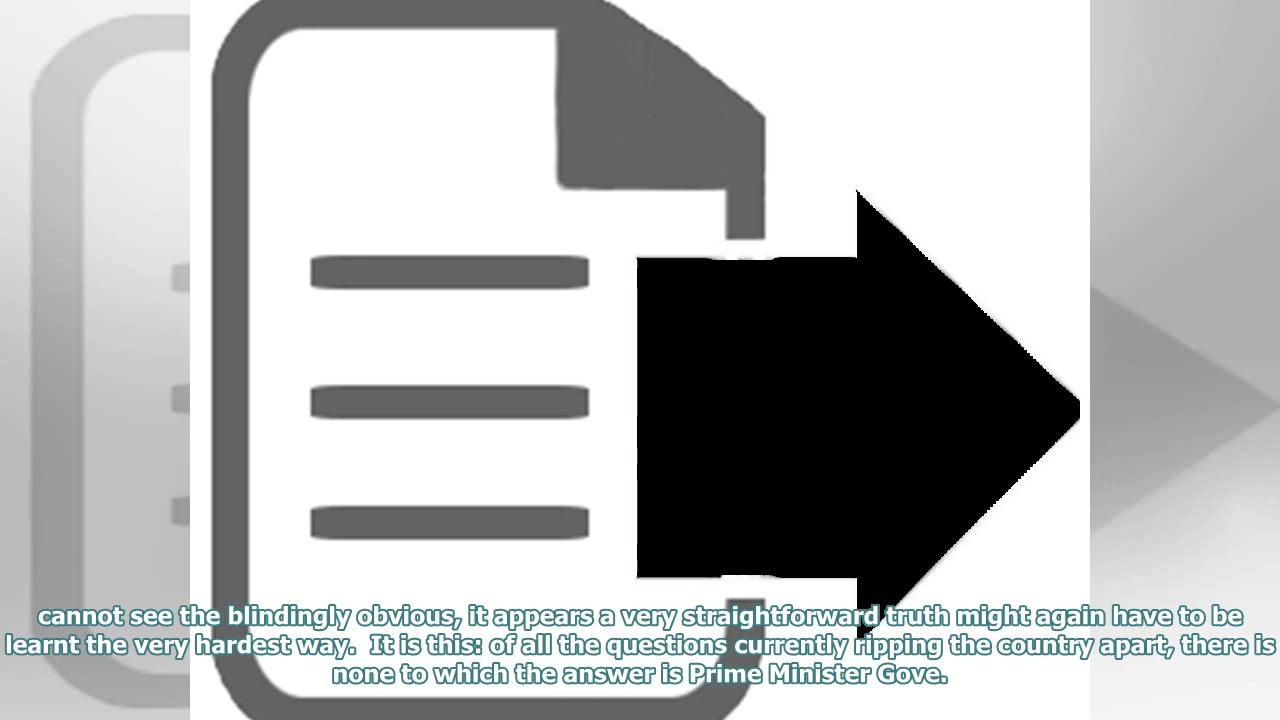 cannot see the blindingly obvious, it appears a very straightforward truth might again have to be
learnt the very hardest way.  It is this: of all the questions currently ripping the country apart, there is
none to which the answer is Prime Minister Gove.